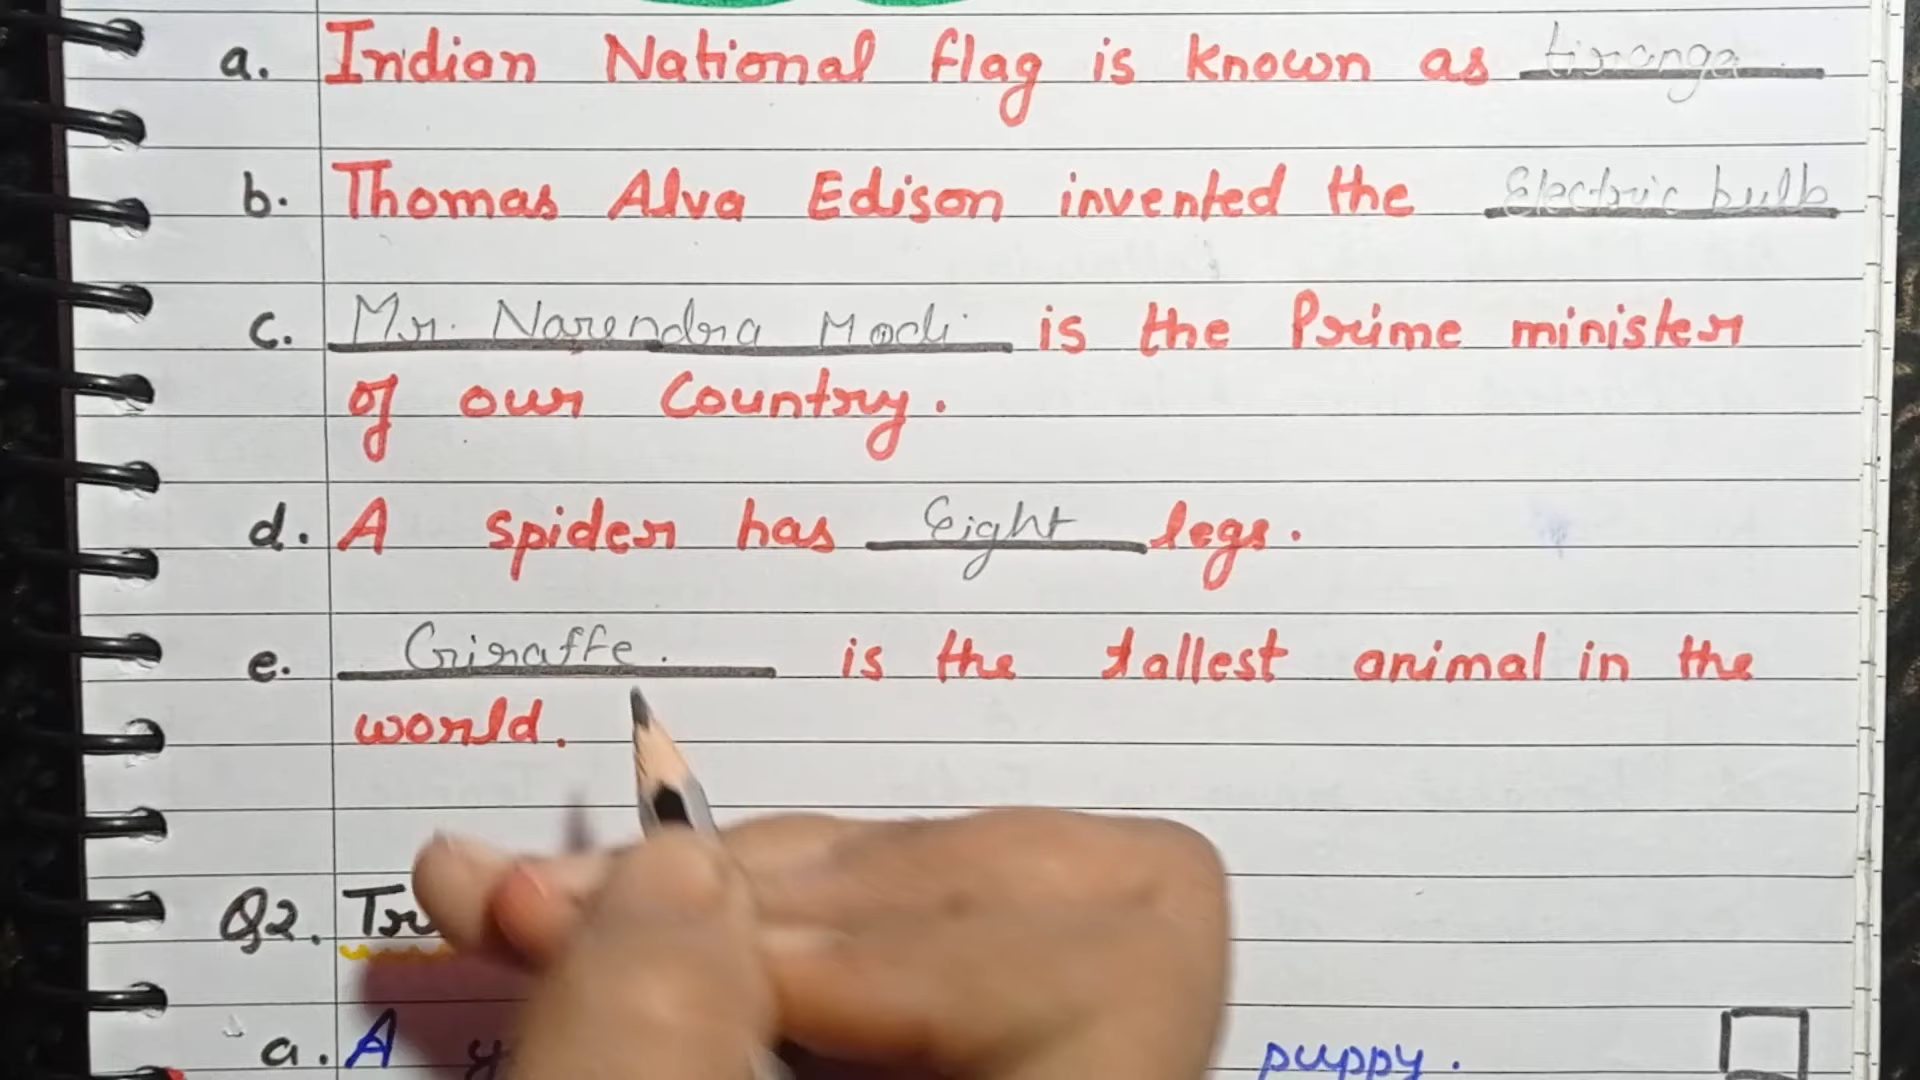 a. Indian National flag is known as tiranga.
b. Thomas Alva Edison invented the Electric bulb
c. Mr. Narendra Modi is the Prime minister
of our Country.
d. A spider has Eight legs.
e. Giraffe. is the tallest animal in the
world.
Q2.
a. A puppy.